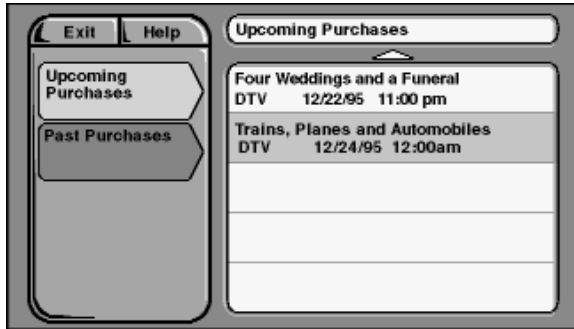 Exit Help
Upcoming Purchases
Upcoming
Purchases
Past Purchases
Four Weddings and a Funeral
DTV 12/22/95 11:00 pm
Trains, Planes and Automobiles
DTV 12/24/95 12:00am